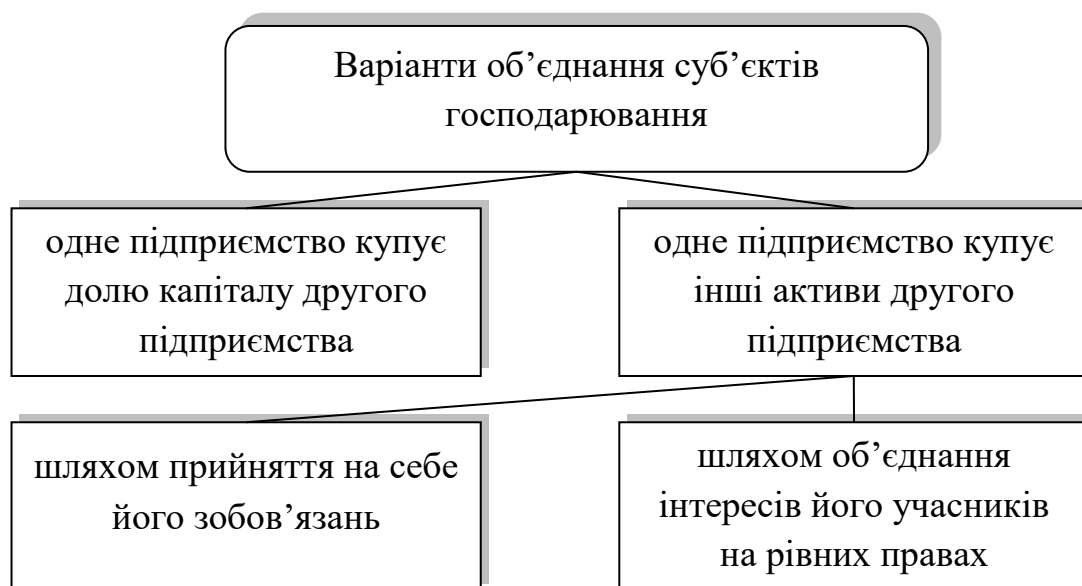 Варіанти об’єднання суб’єктів
господарювання
одне підприємство купує
долю капіталу другого
підприємства
одне підприємство купує
інші активи другого
підприємства
шляхом прийняття на себе
його зобов’язань
шляхом об’єднання
інтересів його учасників
на рівних правах